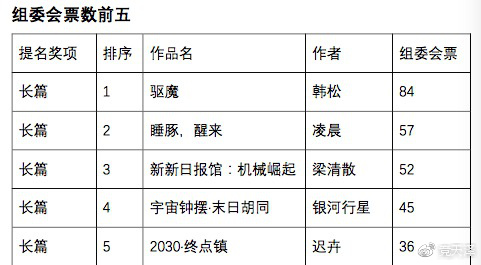 组委会票数前五
提名奖项 排序 作品名 作者 组委会票
长篇 1 驱魔 韩松 84
长篇 2 睡豚，醒来 凌晨 57
长篇 3 新新日报馆：机械崛起 梁清散 52
长篇 4 宇宙钟摆·末日胡同 银河行星 45
长篇 5 2030·终点镇 迟卉 36